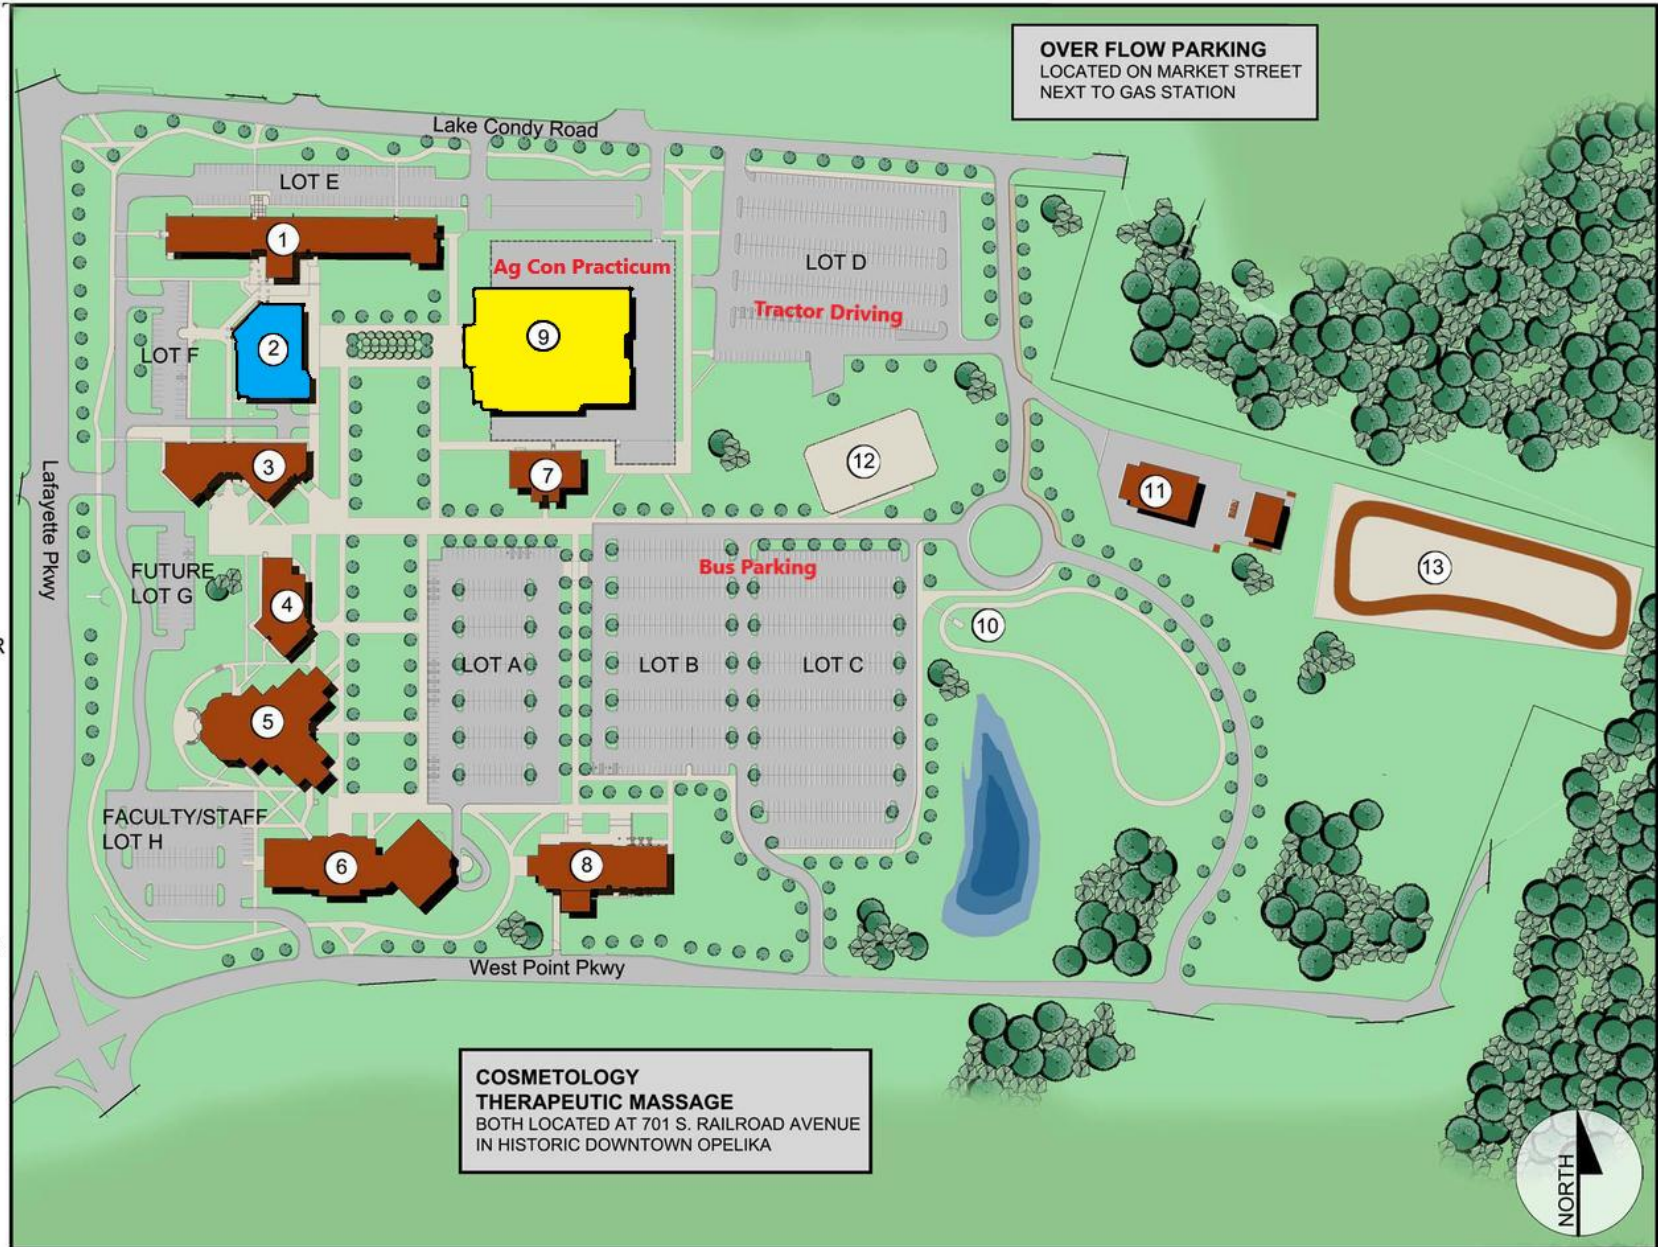 OVER FLOW PARKING
LOCATED ON MARKET STREET
NEXT TO GAS STATION
Lake Condy Road
LOT E
1
Ag Con Practicum
LOT D
Tractor Driving
9
2
LOT F
12
3
7
11
Lafayette Pkwy
Bus Parking
13
FUTURE
LOT G
4
10
R
LOT A
LOT B
LOT C
5
FACULTY/STAFF
LOT H
6
8
West Point Pkwy
COSMETOLOGY
THERAPEUTIC MASSAGE
BOTH LOCATED AT 701 S. RAILROAD AVENUE
IN HISTORIC DOWNTOWN OPELIKA
NORTH